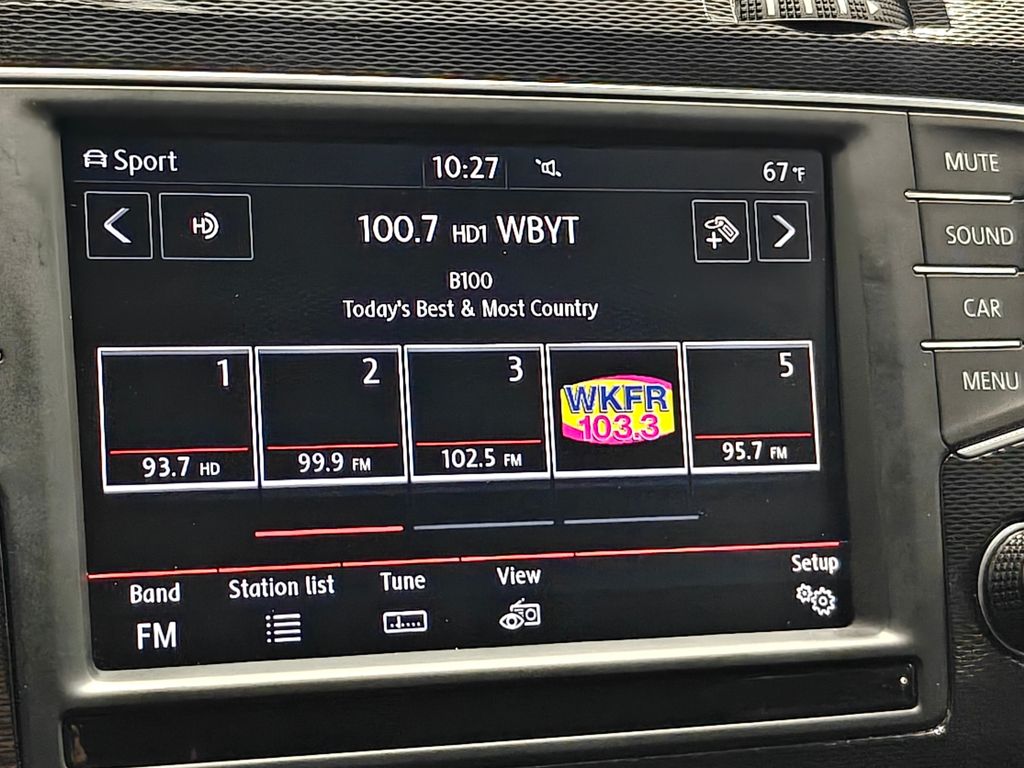 Sport 10:27 67°F
HD 100.7 HD1 WBYT
B100
Today's Best & Most Country
1 2 3 5
WKFR
103.3
93.7 HD 99.9 FM 102.5 FM 95.7 FM
Band Station list Tune View Setup
FM
MUTE
SOUND
CAR
MENU